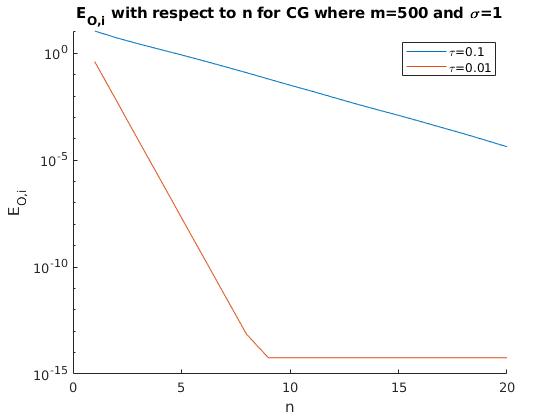 E_O,i with respect to n for CG where m=500 and σ=1
τ=0.1
τ=0.01
10^0
10^-5
10^-10
10^-15
E_O,i
0 5 10 15 20
n